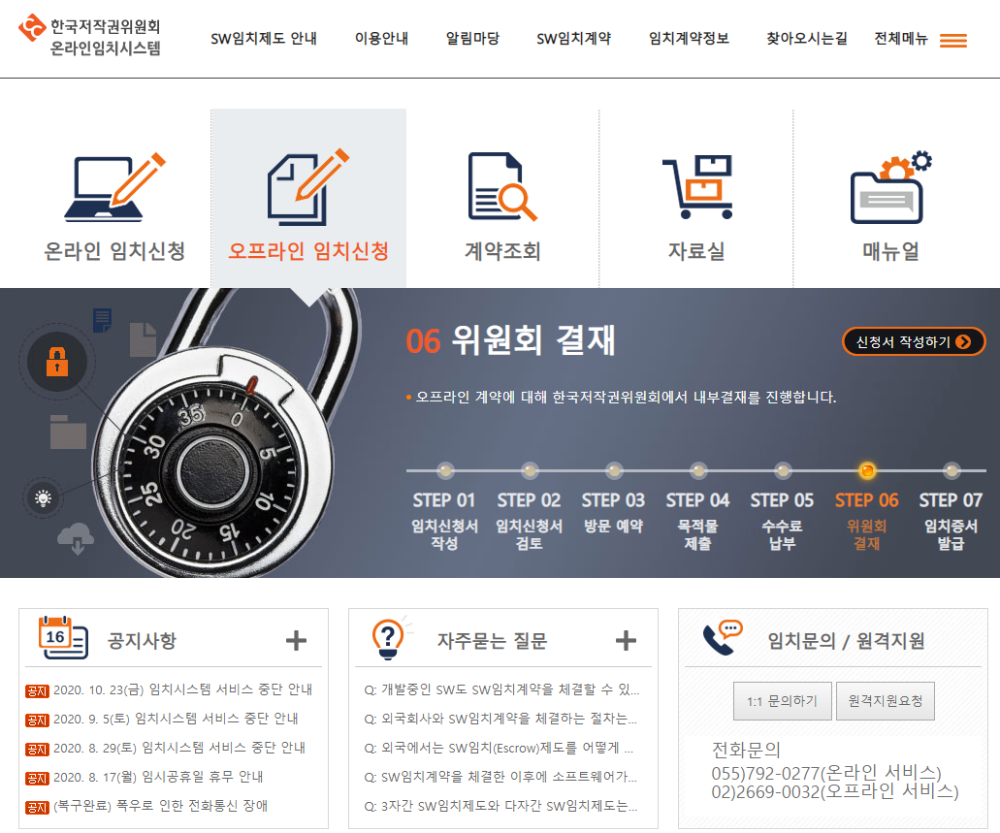 한국저작권위원회
온라인임치시스템
SW임치제도 안내 이용안내 알림마당 SW임치계약 임치계약정보 찾아오시는길 전체메뉴
온라인 임치신청 오프라인 임치신청 계약조회 자료실 매뉴얼
06 위원회 결재
신청서 작성하기
• 오프라인 계약에 대해 한국저작권위원회에서 내부결재를 진행합니다.
35 0 5 10 15 20 25 30
STEP 01 STEP 02 STEP 03 STEP 04 STEP 05 STEP 06 STEP 07
임치신청서 임치신청서 방문 예약 목적물 수수료 위원회 임치증서
작성 검토 제출 납부 결재 발급
16 공지사항
공지 2020. 10. 23(금) 임치시스템 서비스 중단 안내
공지 2020. 9. 5(토) 임치시스템 서비스 중단 안내
공지 2020. 8. 29(토) 임치시스템 서비스 중단 안내
공지 2020. 8. 17(월) 임시공휴일 휴무 안내
공지 (복구완료) 폭우로 인한 전화통신 장애
? 자주묻는 질문
Q: 개발중인 SW도 SW임치계약을 체결할 수 있...
Q: 외국회사와 SW임치계약을 체결하는 절차는...
Q: 외국에서는 SW임치(Escrow)제도를 어떻게 ...
Q: SW임치계약을 체결한 이후에 소프트웨어가...
Q: 3자간 SW임치제도와 다자간 SW임치제도는...
임치문의 / 원격지원
1:1 문의하기 원격지원요청
전화문의
055)792-0277(온라인 서비스)
02)2669-0032(오프라인 서비스)